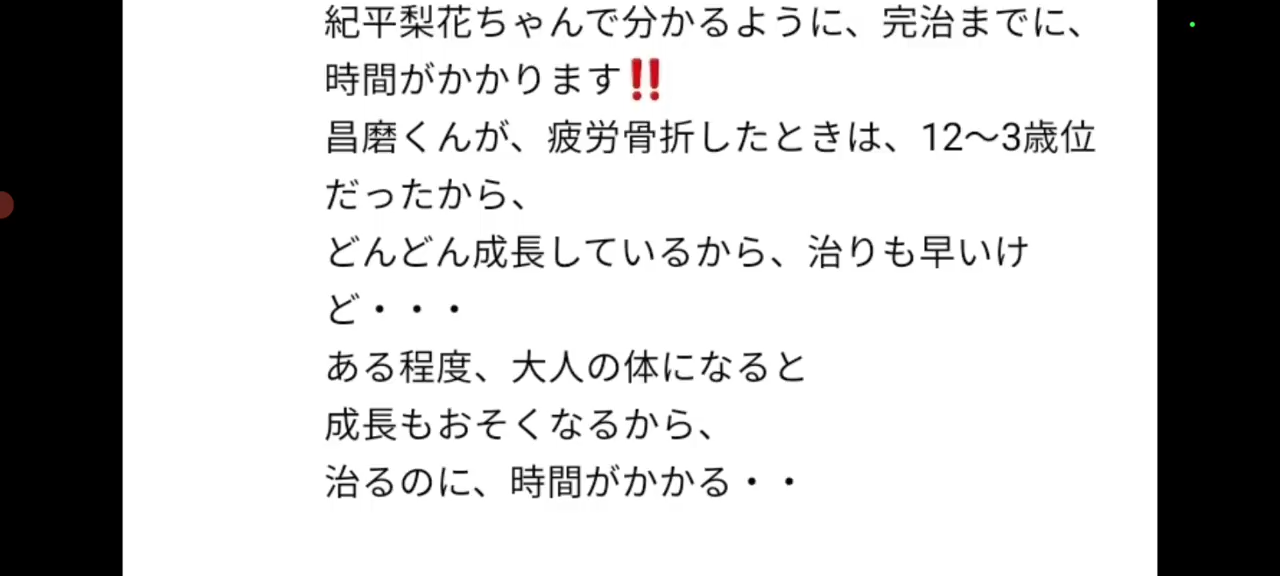 紀平梨花ちゃんで分かるように、完治までに、
時間がかかります‼️
昌磨くんが、疲労骨折したときは、12〜3歳位
だったから、
どんどん成長しているから、治りも早いけ
ど・・・
ある程度、大人の体になると
成長もおそくなるから、
治るのに、時間がかかる・・